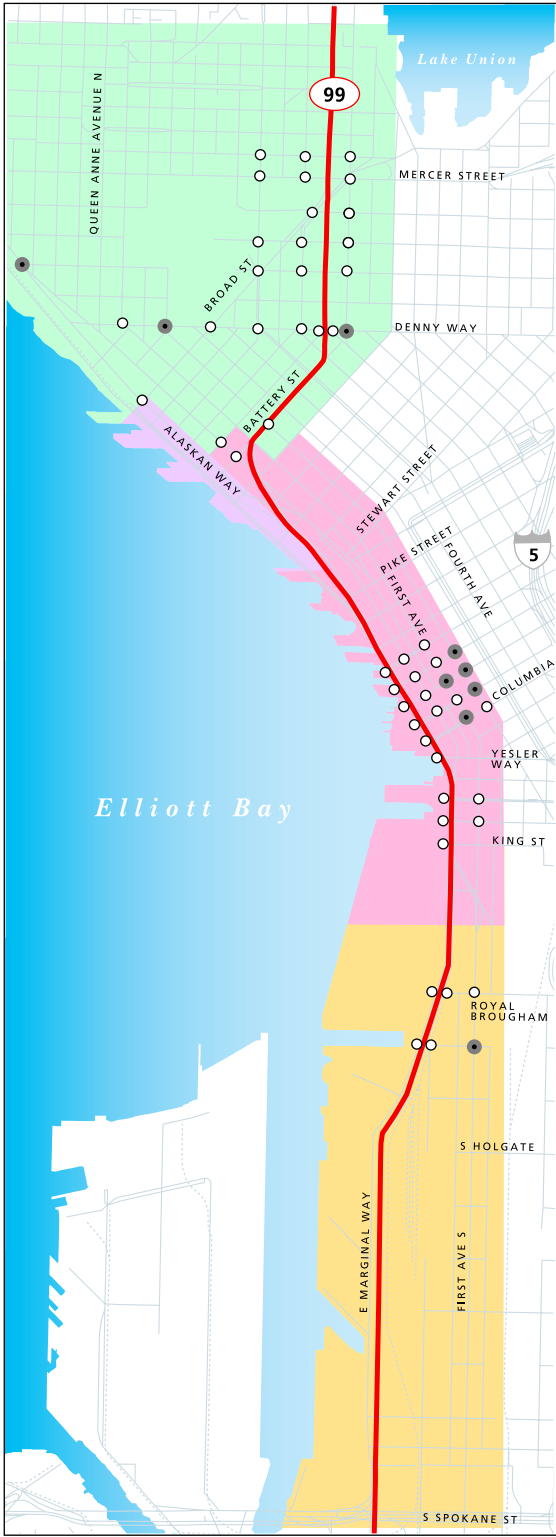 Lake Union
99
QUEEN ANNE AVENUE N
MERCER STREET
BROAD ST
DENNY WAY
BATTERY ST
ALASKAN WAY
STEWART STREET
PIKE STREET
FOURTH AVE
5
FIRST AVE
COLUMBIA
YESLER
WAY
Elliott Bay
KING ST
ROYAL
BROUGHAM
S HOLGATE
E MARGINAL WAY
FIRST AVE S
S SPOKANE ST